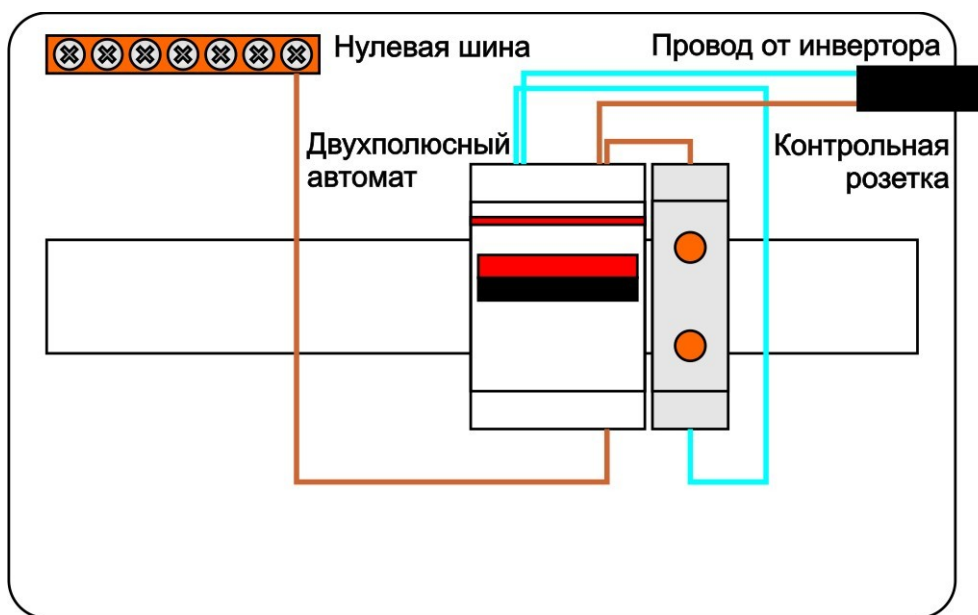 Нулевая шина
Провод от инвертора
Двухполюсный
автомат
Контрольная
розетка